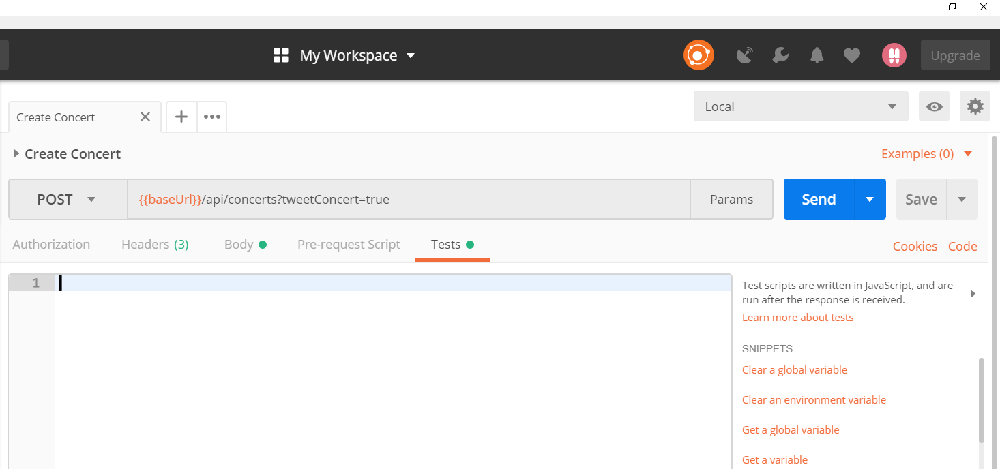 My Workspace
Upgrade
Create Concert
Local
Create Concert
Examples (0)
POST
{{baseUrl}}/api/concerts?tweetConcert=true
Params
Send
Save
Authorization
Headers (3)
Body
Pre-request Script
Tests
Cookies
Code
1
Test scripts are written in JavaScript, and are
run after the response is received.
Learn more about tests
SNIPPETS
Clear a global variable
Clear an environment variable
Get a global variable
Get a variable